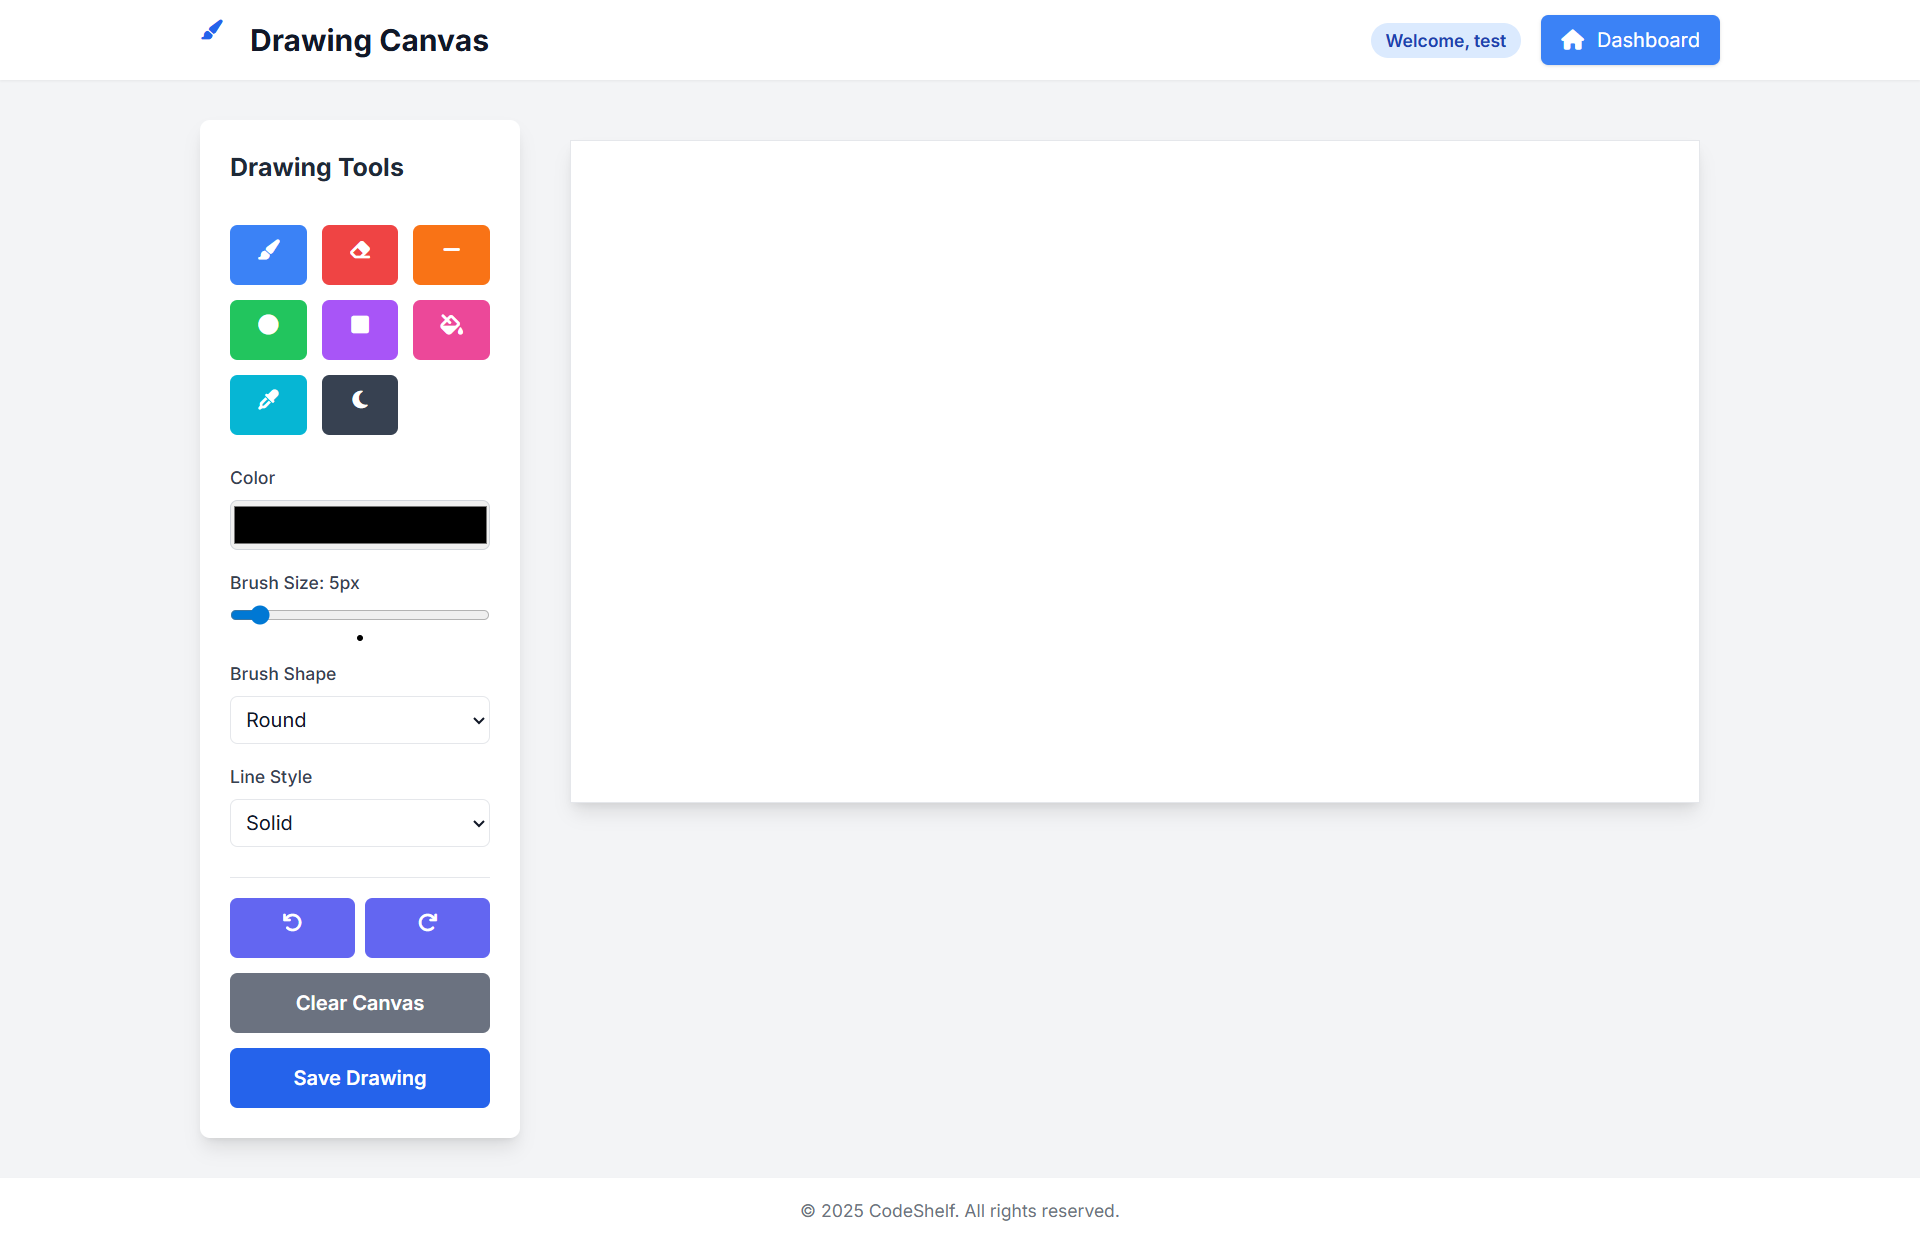 Drawing Canvas
Welcome, test
Dashboard
Drawing Tools
Color
Brush Size: 5px
Brush Shape
Round
Line Style
Solid
Clear Canvas
Save Drawing
© 2025 CodeShelf. All rights reserved.